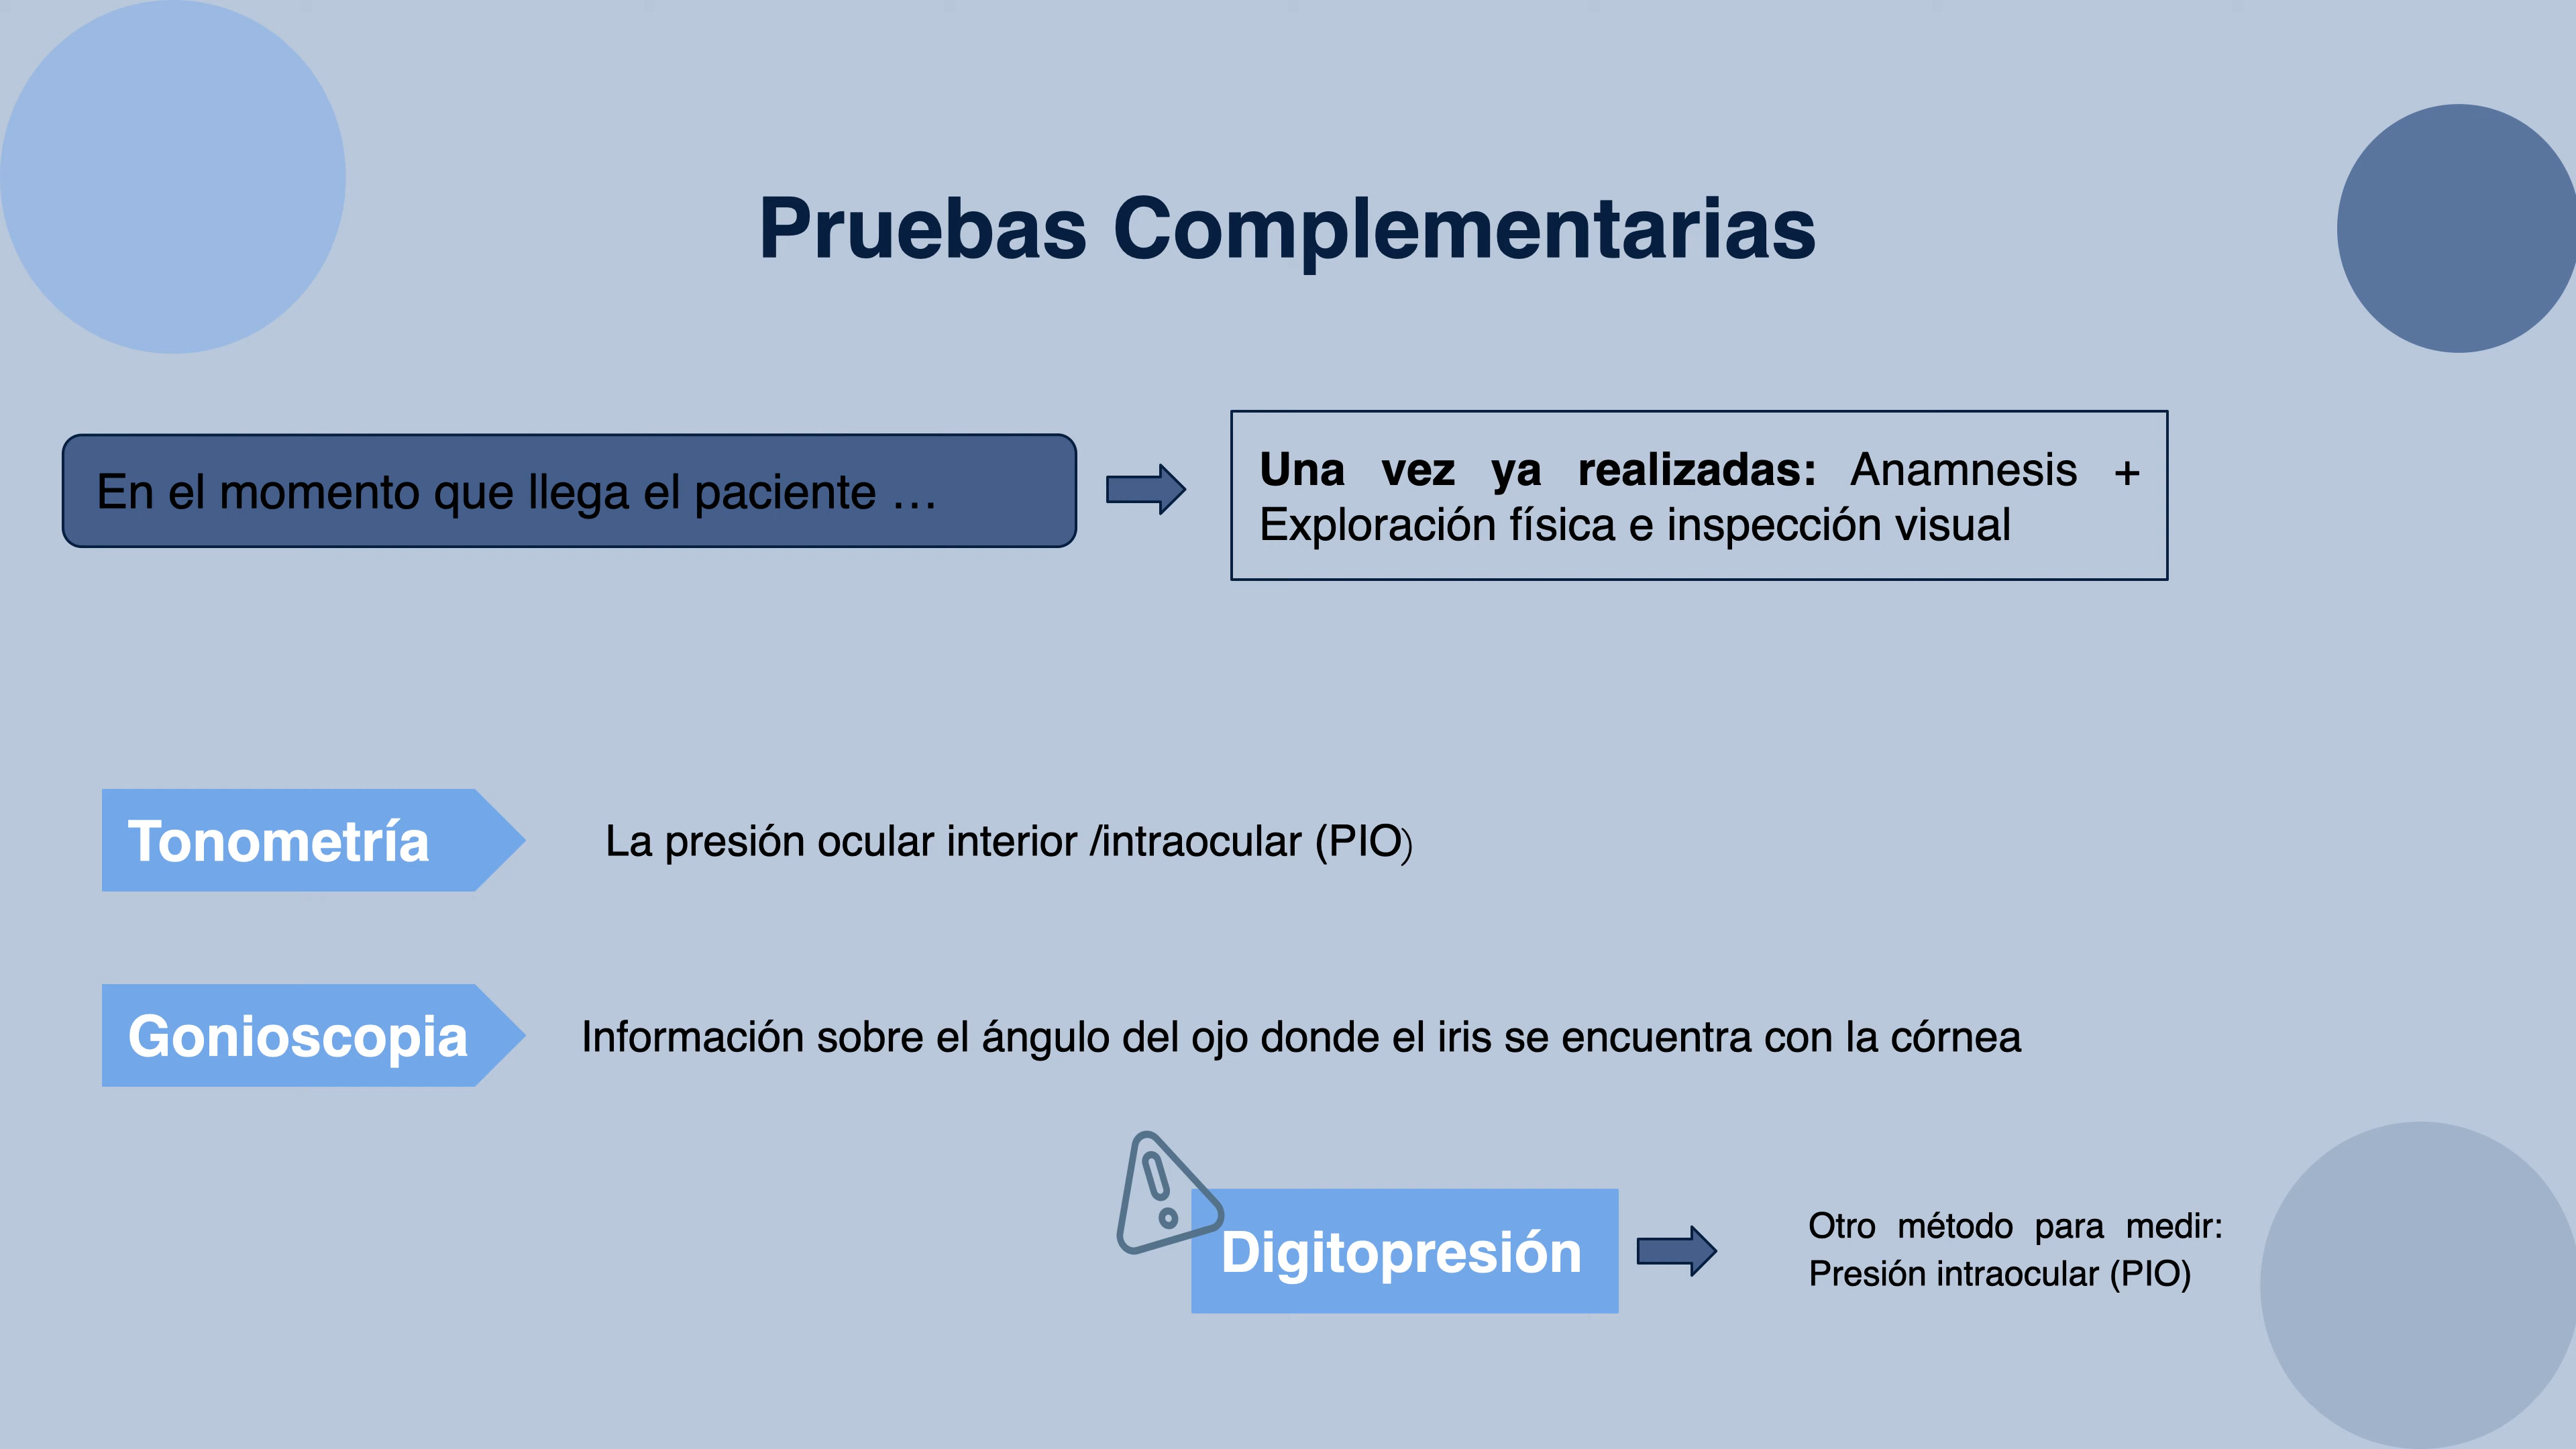 Pruebas Complementarias
En el momento que llega el paciente …
Una vez ya realizadas: Anamnesis +
Exploración física e inspección visual
Tonometría
La presión ocular interior /intraocular (PIO)
Gonioscopia
Información sobre el ángulo del ojo donde el iris se encuentra con la córnea
Digitopresión
Otro método para medir:
Presión intraocular (PIO)